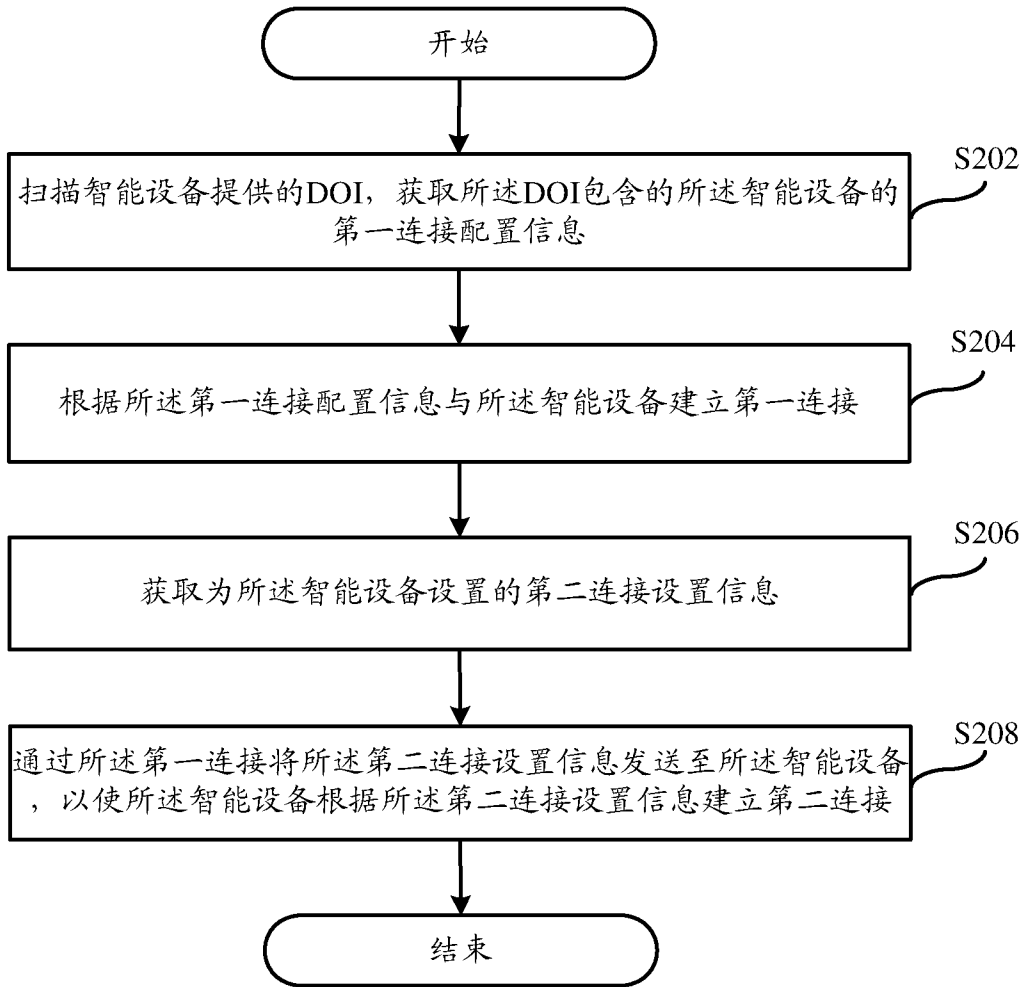 开始
S202
扫描智能设备提供的DOI，获取所述DOI包含的所述智能设备的
第一连接配置信息
S204
根据所述第一连接配置信息与所述智能设备建立第一连接
S206
获取为所述智能设备设置的第二连接设置信息
S208
通过所述第一连接将所述第二连接设置信息发送至所述智能设备
，以使所述智能设备根据所述第二连接设置信息建立第二连接
结束